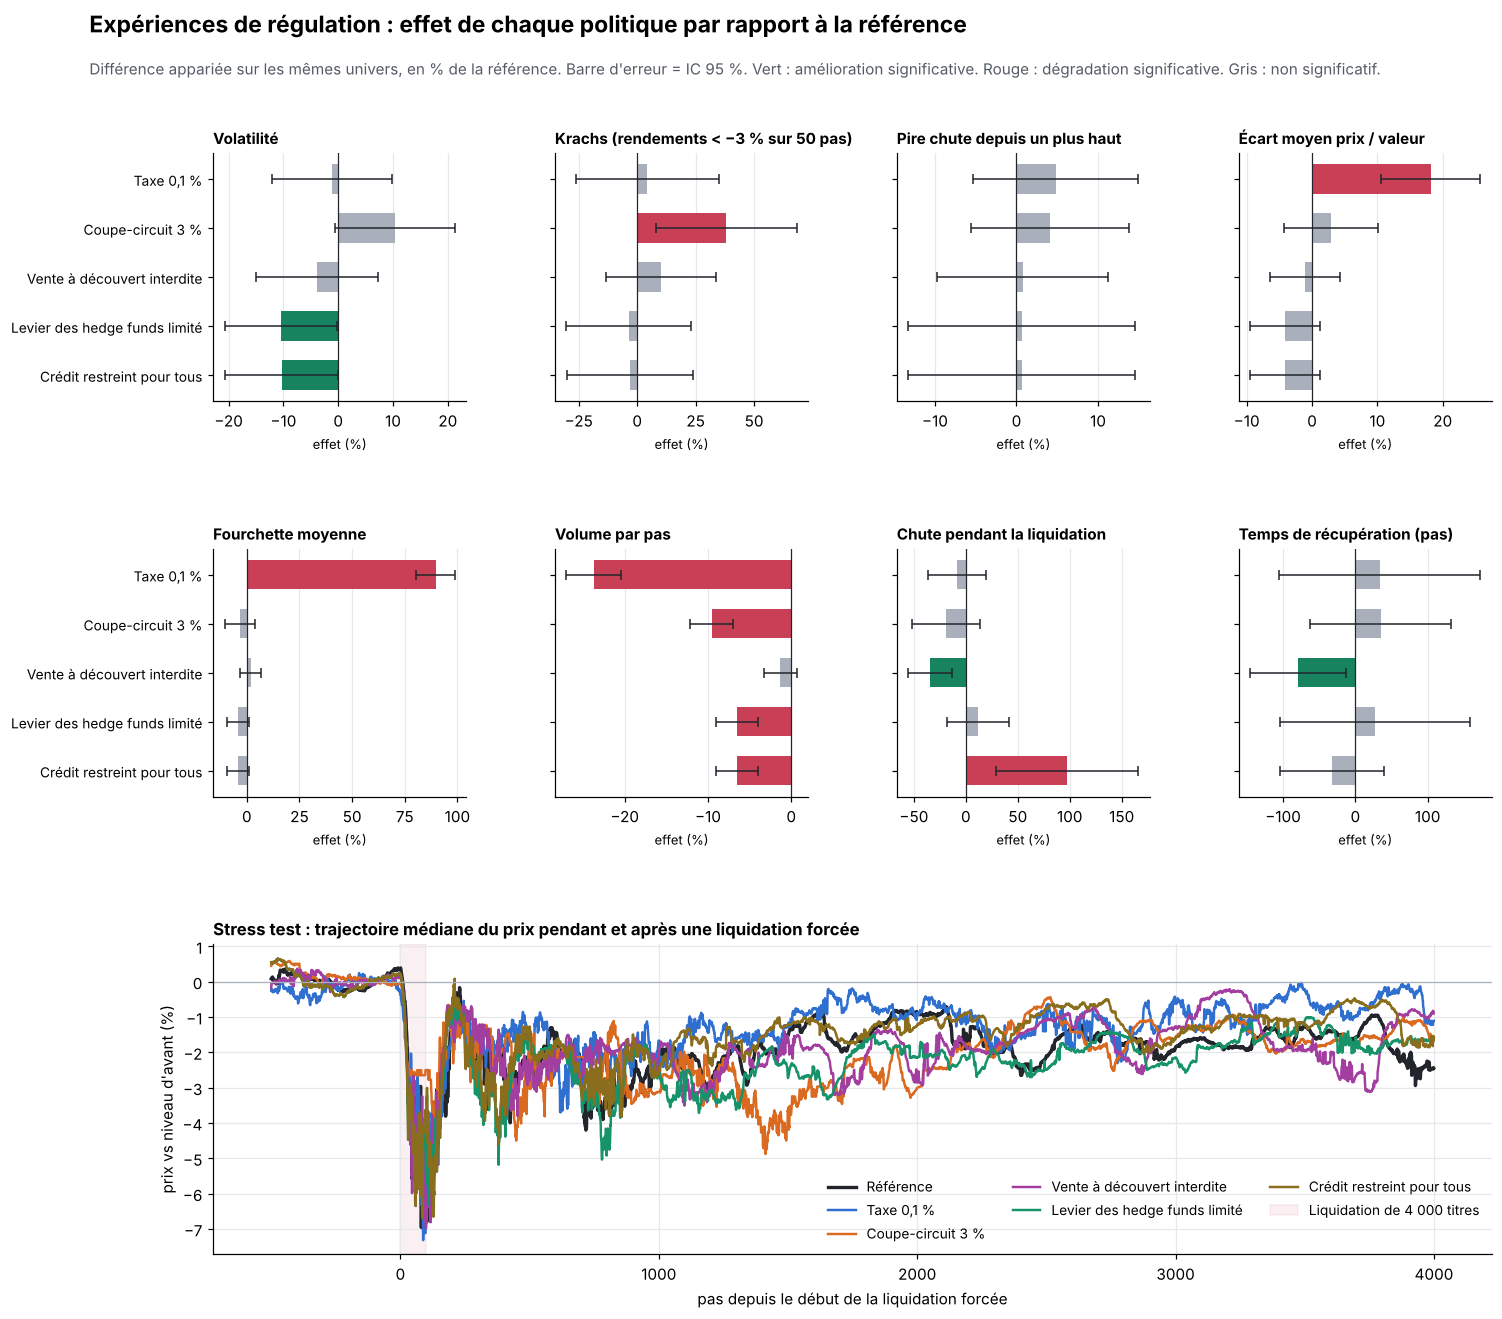 Expériences de régulation : effet de chaque politique par rapport à la référence
Différence appariée sur les mêmes univers, en % de la référence. Barre d'erreur = IC 95 %. Vert : amélioration significative. Rouge : dégradation significative. Gris : non significatif.
Volatilité
Taxe 0,1 %
Coupe-circuit 3 %
Vente à découvert interdite
Levier des hedge funds limité
Crédit restreint pour tous
−20 −10 0 10 20
effet (%)
Krachs (rendements < −3 % sur 50 pas)
−25 0 25 50
effet (%)
Pire chute depuis un plus haut
−10 0 10
effet (%)
Écart moyen prix / valeur
−10 0 10 20
effet (%)
Fourchette moyenne
Taxe 0,1 %
Coupe-circuit 3 %
Vente à découvert interdite
Levier des hedge funds limité
Crédit restreint pour tous
0 25 50 75 100
effet (%)
Volume par pas
−20 −10 0
effet (%)
Chute pendant la liquidation
−50 0 50 100 150
effet (%)
Temps de récupération (pas)
−100 0 100
effet (%)
Stress test : trajectoire médiane du prix pendant et après une liquidation forcée
prix vs niveau d'avant (%)
1
0
−1
−2
−3
−4
−5
−6
−7
Référence
Taxe 0,1 %
Coupe-circuit 3 %
Vente à découvert interdite
Levier des hedge funds limité
Crédit restreint pour tous
Liquidation de 4 000 titres
0 1000 2000 3000 4000
pas depuis le début de la liquidation forcée